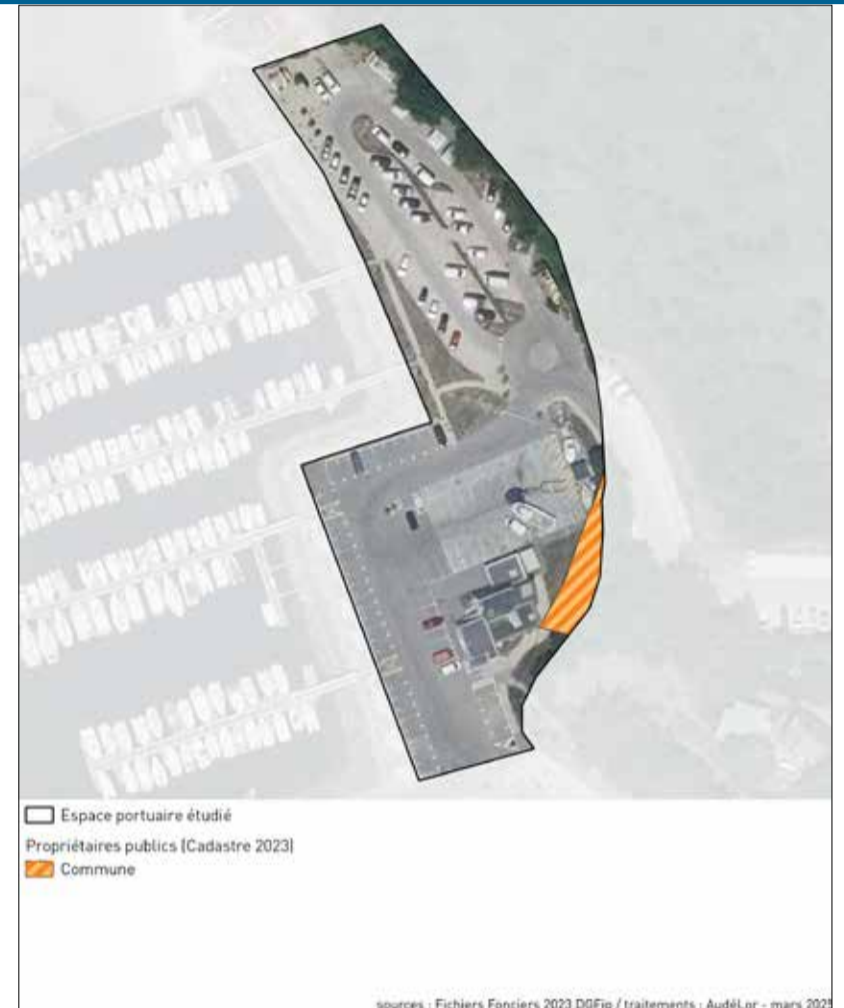 Espace portuaire étudié
Propriétaires publics (Cadastre 2023)
Commune
sources : Fichiers Fonciers 2023 DGFip / traitements : AudéLor - mars 2025